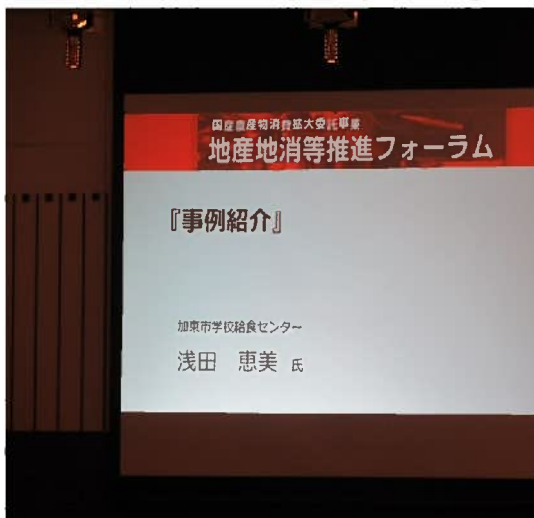 国産農産物消費拡大委託事業
地産地消等推進フォーラム
『事例紹介』
加東市学校給食センター
浅田　恵美 氏